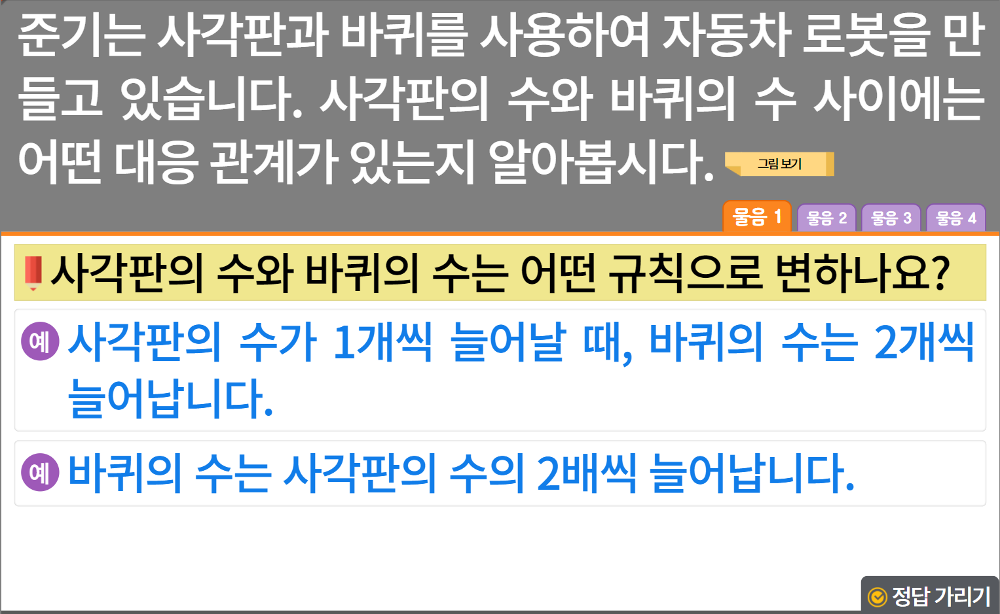 준기는 사각판과 바퀴를 사용하여 자동차 로봇을 만
들고 있습니다. 사각판의 수와 바퀴의 수 사이에는
어떤 대응 관계가 있는지 알아봅시다. 그림 보기
물음 1 물음 2 물음 3 물음 4
사각판의 수와 바퀴의 수는 어떤 규칙으로 변하나요?
예 사각판의 수가 1개씩 늘어날 때, 바퀴의 수는 2개씩
늘어납니다.
예 바퀴의 수는 사각판의 수의 2배씩 늘어납니다.
정답 가리기